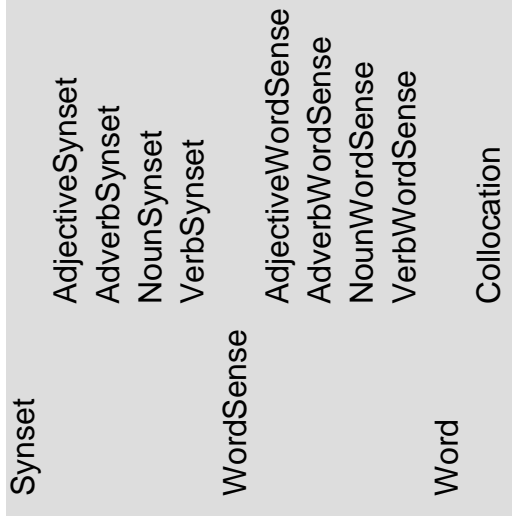 Synset
AdjectiveSynset
AdverbSynset
NounSynset
VerbSynset
WordSense
AdjectiveWordSense
AdverbWordSense
NounWordSense
VerbWordSense
Word
Collocation